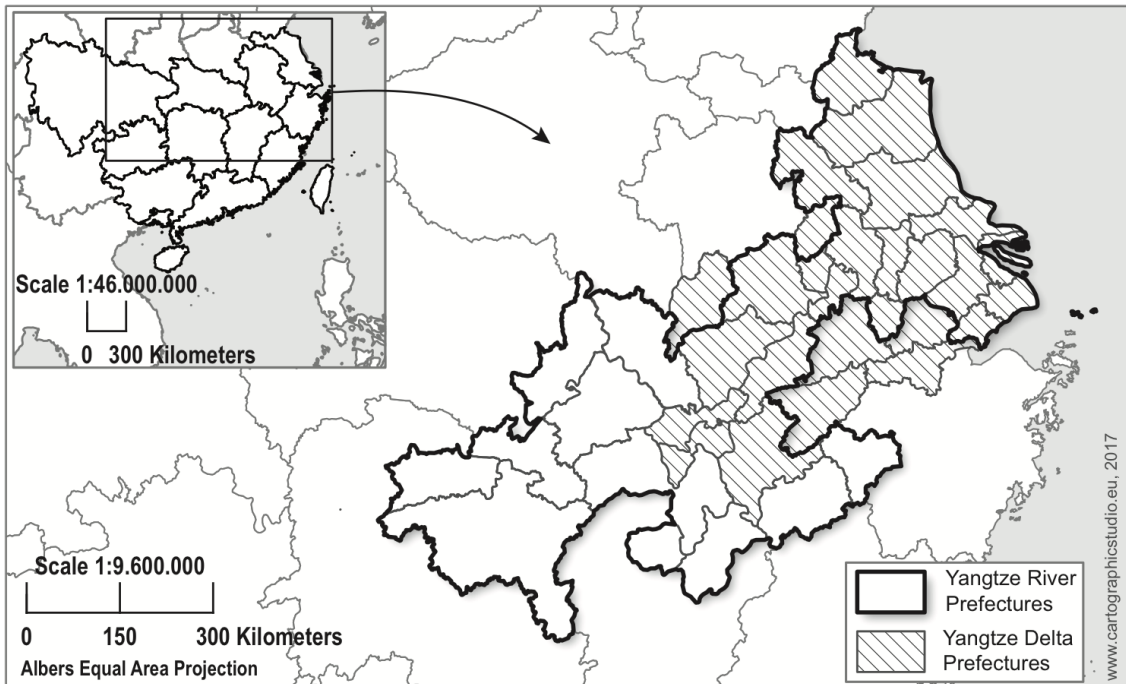 Scale 1:46.000.000
0 300 Kilometers
Scale 1:9.600.000
0 150 300 Kilometers
Albers Equal Area Projection
Yangtze River
Prefectures
Yangtze Delta
Prefectures
www.cartographicstudio.eu, 2017